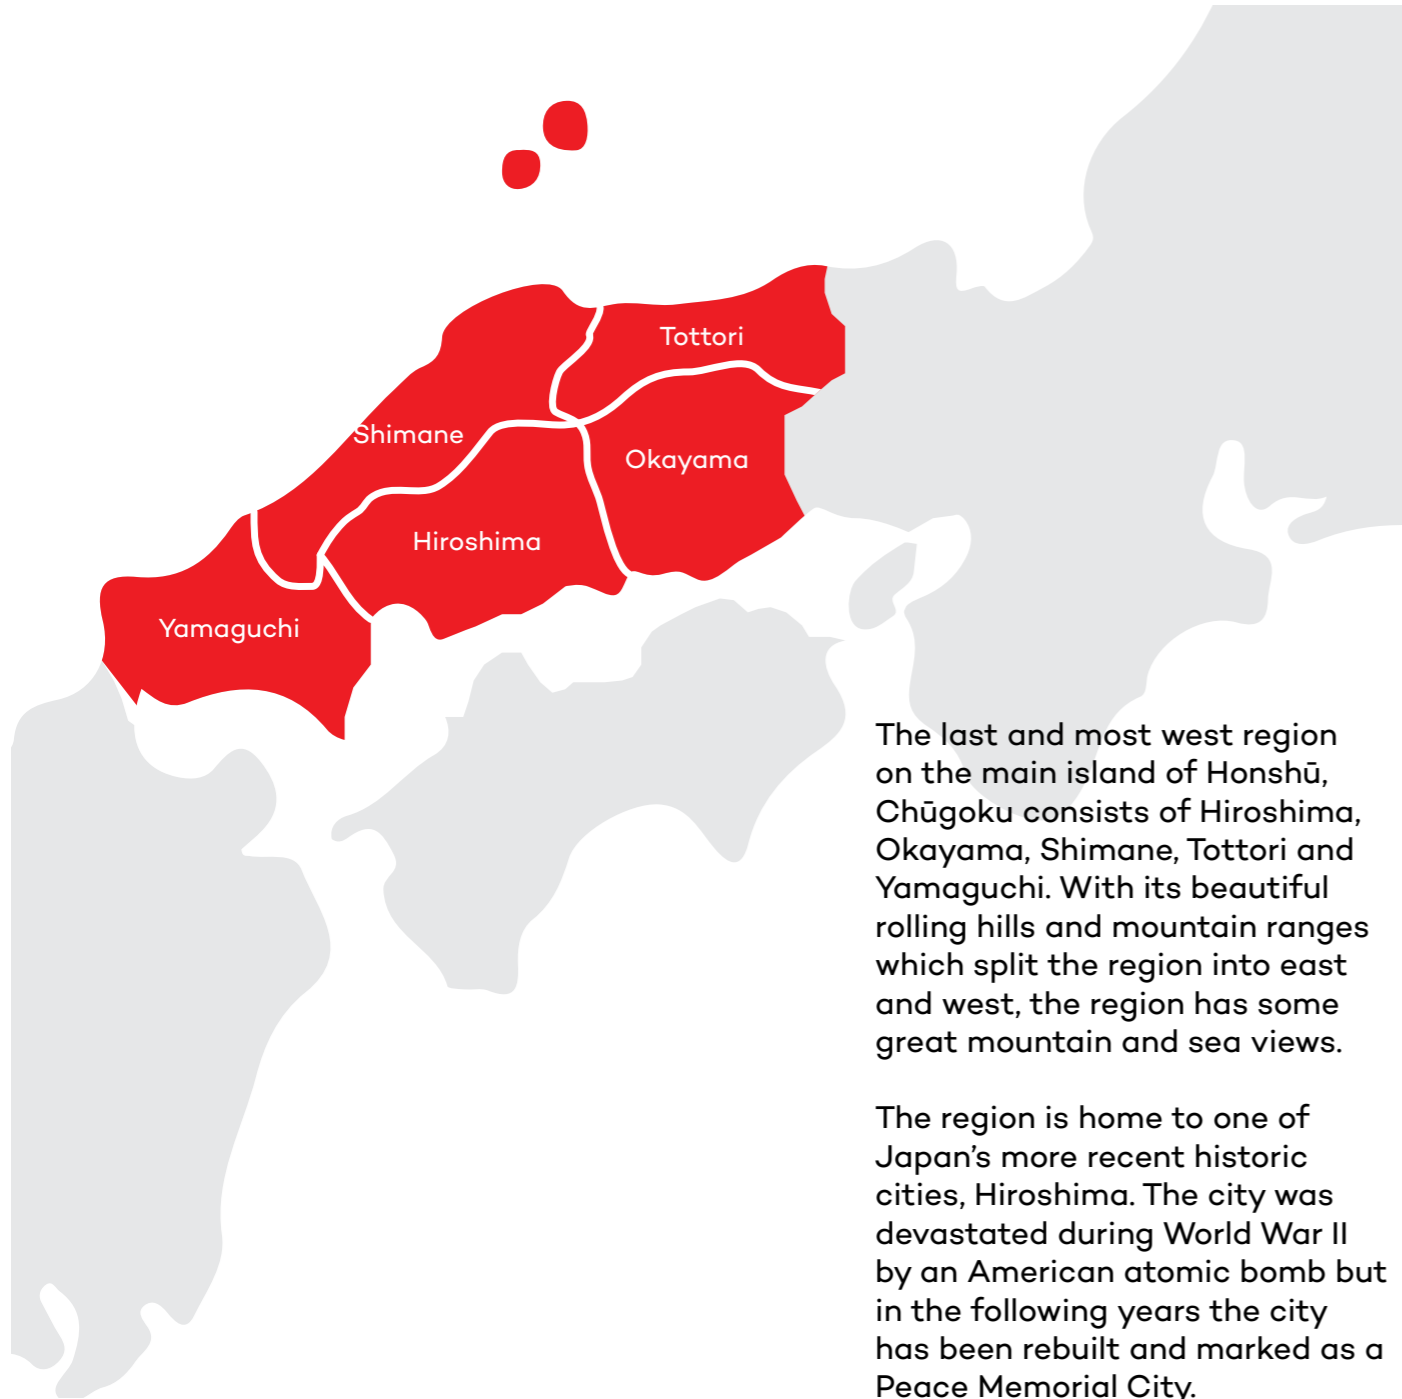 Tottori
Shimane
Okayama
Hiroshima
Yamaguchi
The last and most west region
on the main island of Honshū,
Chūgoku consists of Hiroshima,
Okayama, Shimane, Tottori and
Yamaguchi. With its beautiful
rolling hills and mountain ranges
which split the region into east
and west, the region has some
great mountain and sea views.
The region is home to one of
Japan’s more recent historic
cities, Hiroshima. The city was
devastated during World War II
by an American atomic bomb but
in the following years the city
has been rebuilt and marked as a
Peace Memorial City.